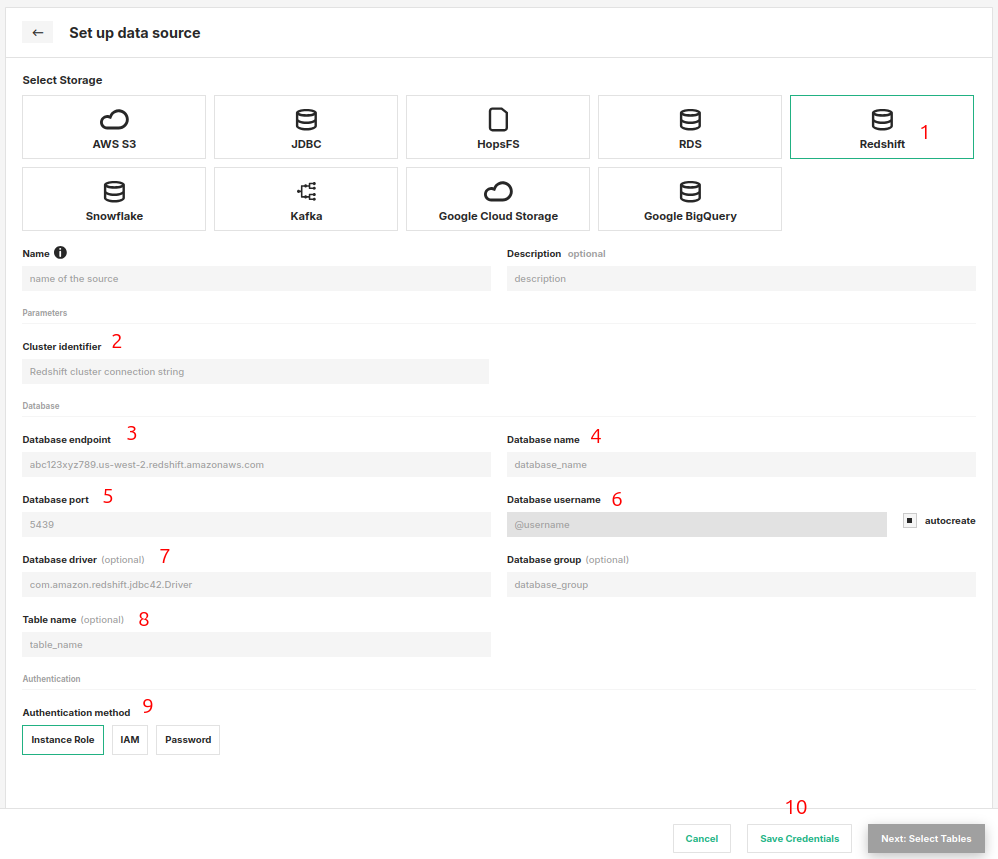 ← Set up data source
Select Storage
AWS S3
JDBC
HopsFS
RDS
Redshift 1
Snowflake
Kafka
Google Cloud Storage
Google BigQuery
Name
Description optional
name of the source
description
Parameters
Cluster identifier 2
Redshift cluster connection string
Database
Database endpoint 3
Database name 4
abc123xyz789.us-west-2.redshift.amazonaws.com
database_name
Database port 5
Database username 6
5439
@username
autocreate
Database driver (optional) 7
Database group (optional)
com.amazon.redshift.jdbc42.Driver
database_group
Table name (optional) 8
table_name
Authentication
Authentication method 9
Instance Role
IAM
Password
10
Cancel
Save Credentials
Next: Select Tables